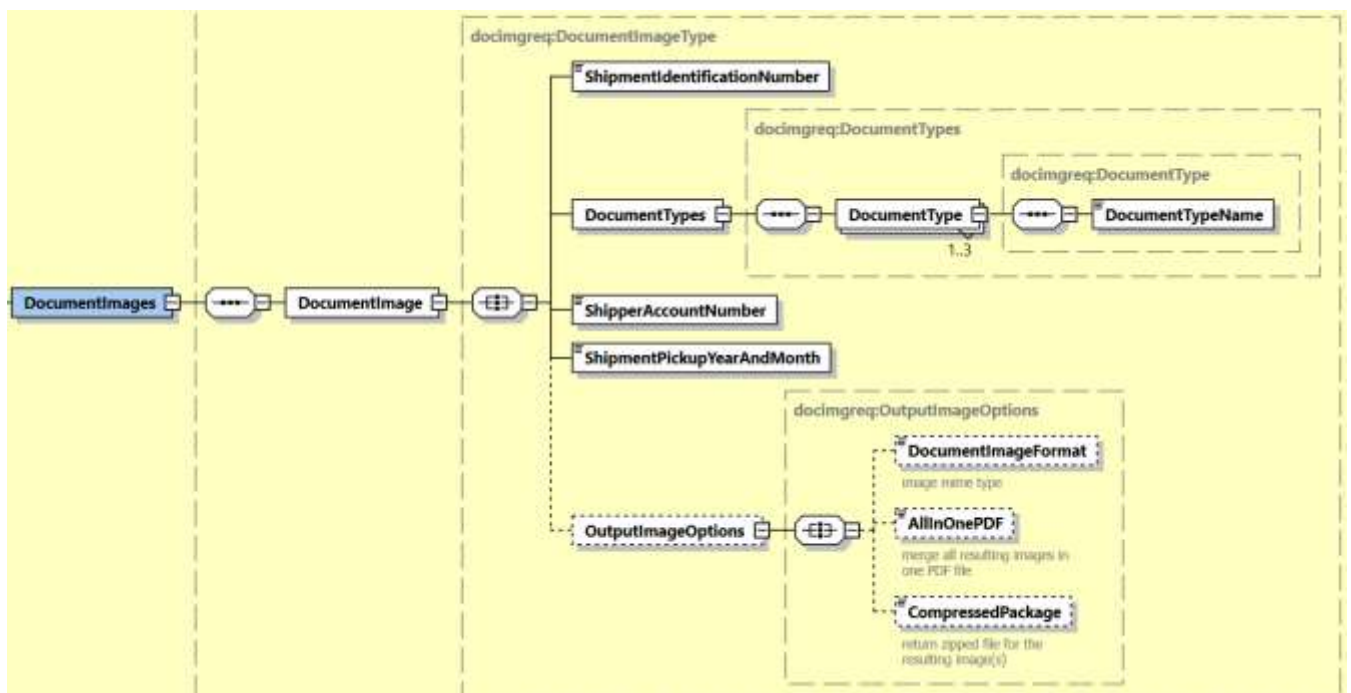 docimgreq:DocumentImageType
ShipmentIdentificationNumber
docimgreq:DocumentTypes
docimgreq:DocumentType
DocumentTypes
DocumentType
DocumentTypeName
1..3
DocumentImages
DocumentImage
ShipperAccountNumber
ShipmentPickupYearAndMonth
docimgreq:OutputImageOptions
DocumentImageFormat
image mime type
OutputImageOptions
AllInOnePDF
merge all resulting images in
one PDF file
CompressedPackage
return zipped file for the
resulting image(s)